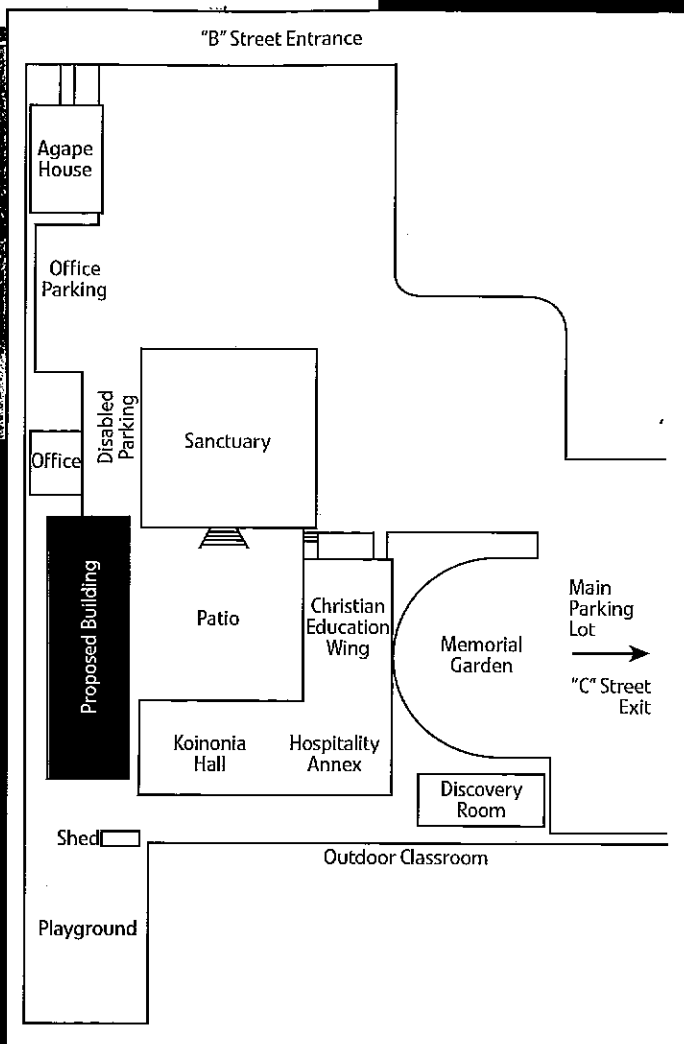 "B" Street Entrance
Agape
House
Office
Parking
Disabled
Parking
Sanctuary
Office
Proposed Building
Patio
Christian
Education
Wing
Memorial
Garden
Main
Parking
Lot
"C" Street
Exit
Koinonia
Hall
Hospitality
Annex
Discovery
Room
Shed
Outdoor Classroom
Playground